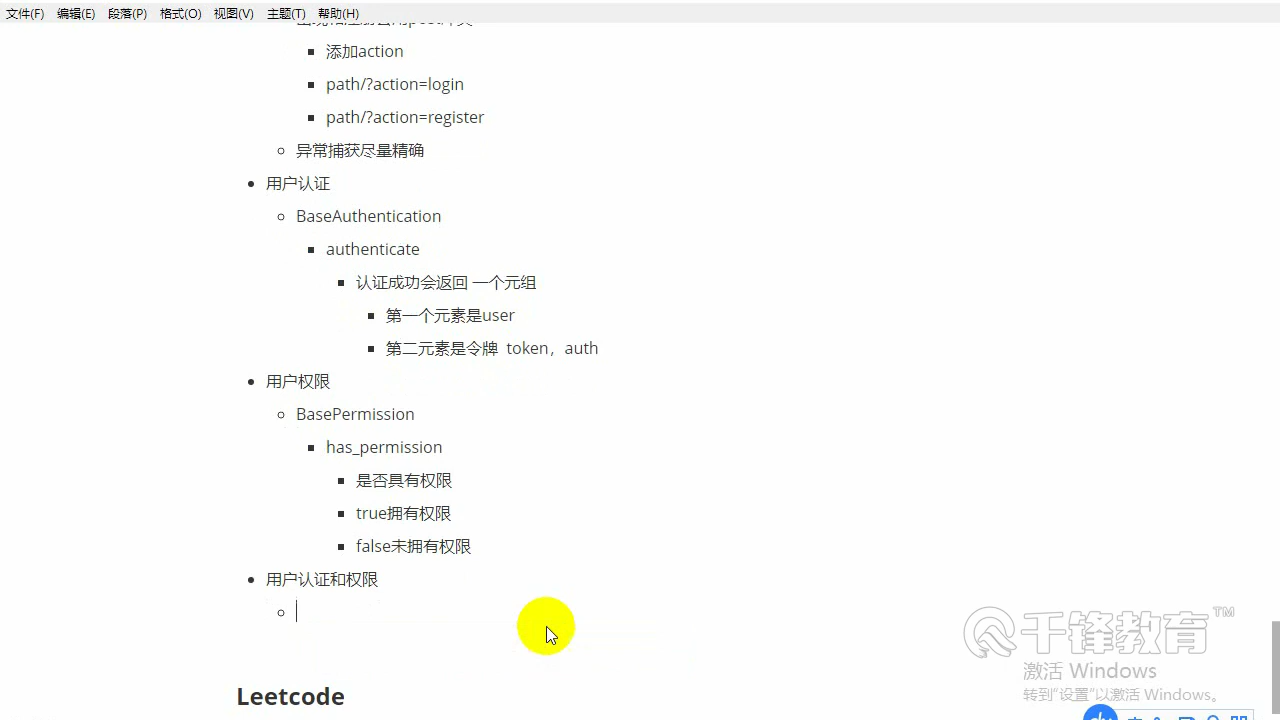 文件(F) 编辑(E) 段落(P) 格式(O) 视图(V) 主题(T) 帮助(H)
添加action
path/?action=login
path/?action=register
异常捕获尽量精确
用户认证
BaseAuthentication
authenticate
认证成功会返回 一个元组
第一个元素是user
第二元素是令牌 token，auth
用户权限
BasePermission
has_permission
是否具有权限
true拥有权限
false未拥有权限
用户认证和权限
千锋教育™
激活 Windows
转到“设置”以激活 Windows。
Leetcode